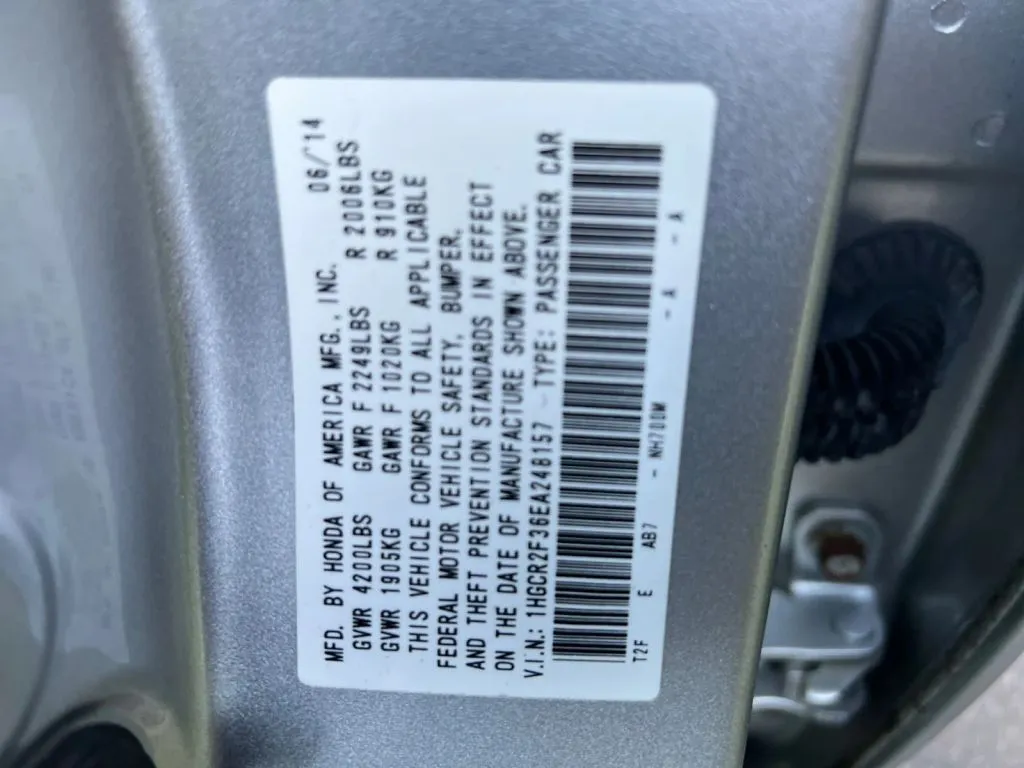 MFD. BY HONDA OF AMERICA MFG., INC. 06/14
GVWR 4200LBS GAWR F 2249LBS R 2006LBS
GVWR 1905KG GAWR F 1020KG R 910KG
THIS VEHICLE CONFORMS TO ALL APPLICABLE
FEDERAL MOTOR VEHICLE SAFETY, BUMPER,
AND THEFT PREVENTION STANDARDS IN EFFECT
ON THE DATE OF MANUFACTURE SHOWN ABOVE.
V.I.N.: 1HGCR2F36EA248157 - TYPE: PASSENGER CAR
T2F E AB7 - NH700M - A - A